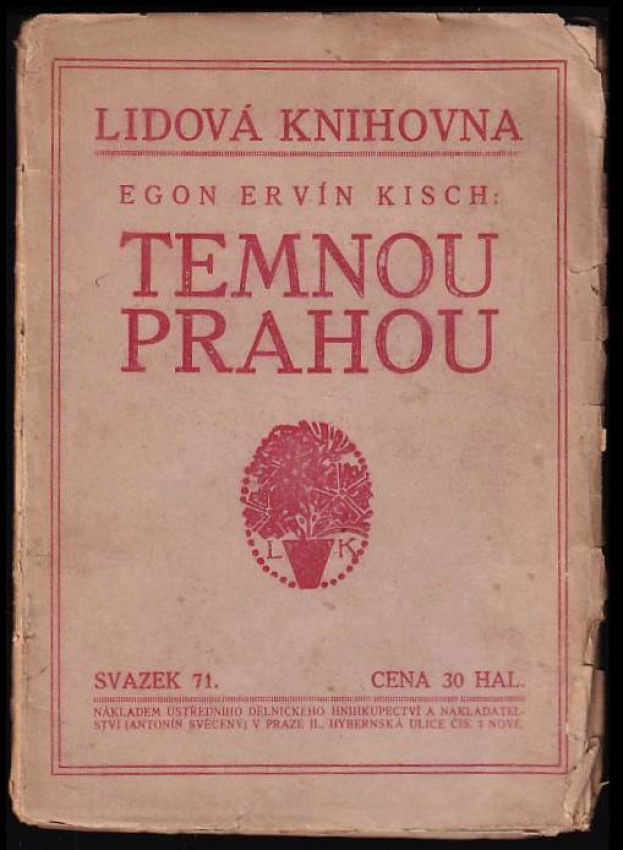 LIDOVÁ KNIHOVNA
EGON ERVÍN KISCH:
TEMNOU
PRAHOU
L K
SVAZEK 71. CENA 30 HAL.
NÁKLADEM ÚSTŘEDNÍHO DĚLNICKÉHO KNIHKUPECTVÍ A NAKLADATEL-
STVÍ (ANTONÍN SVĚCENÝ) V PRAZE II., HYBERNSKÁ ULICE ČÍS. 7 NOVÉ.